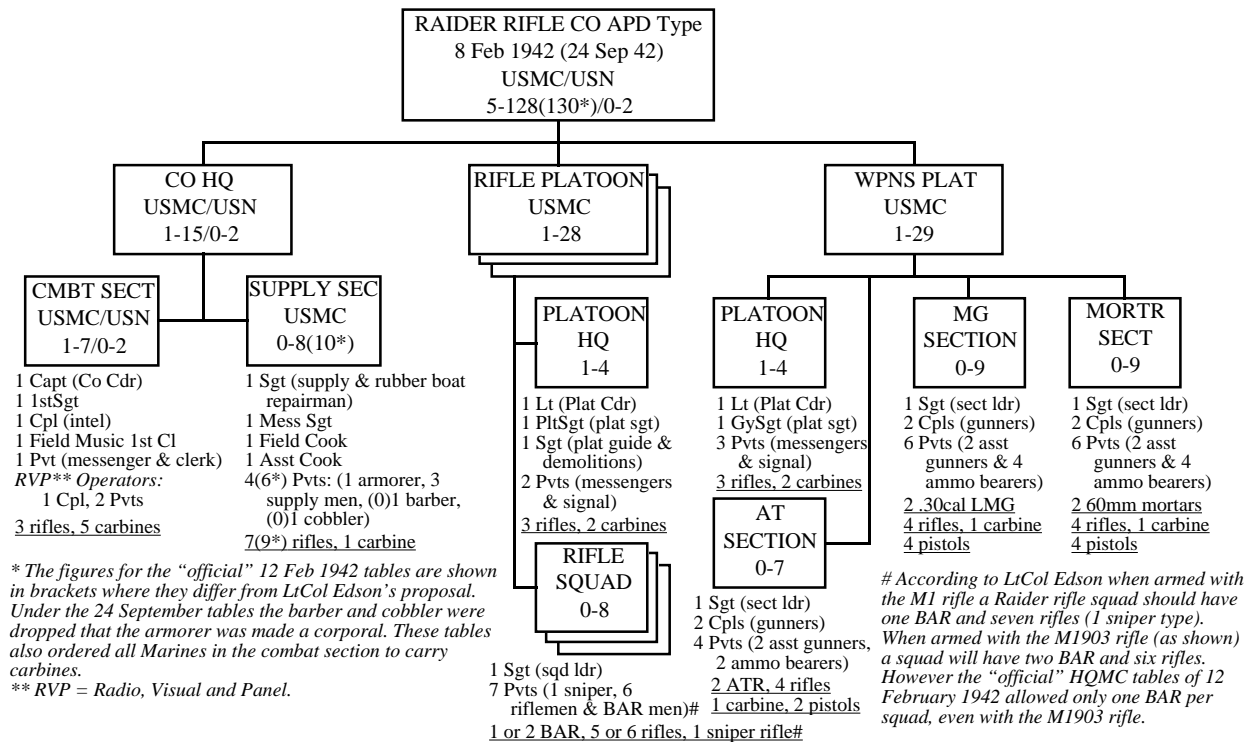 RAIDER RIFLE CO APD Type
8 Feb 1942 (24 Sep 42)
USMC/USN
5-128(130*)/0-2
CO HQ
USMC/USN
1-15/0-2
RIFLE PLATOON
USMC
1-28
WPNS PLAT
USMC
1-29
CMBT SECT
USMC/USN
1-7/0-2
1 Capt (Co Cdr)
1 1stSgt
1 Cpl (intel)
1 Field Music 1st Cl
1 Pvt (messenger & clerk)
RVP** Operators:
1 Cpl, 2 Pvts
3 rifles, 5 carbines
SUPPLY SEC
USMC
0-8(10*)
1 Sgt (supply & rubber boat
repairman)
1 Mess Sgt
1 Field Cook
1 Asst Cook
4(6*) Pvts: (1 armorer, 3
supply men, (0)1 barber,
(0)1 cobbler)
7(9*) rifles, 1 carbine
PLATOON
HQ
1-4
1 Lt (Plat Cdr)
1 PltSgt (plat sgt)
1 Sgt (plat guide &
demolitions)
2 Pvts (messengers
& signal)
3 rifles, 2 carbines
RIFLE
SQUAD
0-8
1 Sgt (sqd ldr)
7 Pvts (1 sniper, 6
riflemen & BAR men)#
1 or 2 BAR, 5 or 6 rifles, 1 sniper rifle#
PLATOON
HQ
1-4
1 Lt (Plat Cdr)
1 GySgt (plat sgt)
3 Pvts (messengers
& signal)
3 rifles, 2 carbines
AT
SECTION
0-7
1 Sgt (sect ldr)
2 Cpls (gunners)
4 Pvts (2 asst gunners,
2 ammo bearers)
2 ATR, 4 rifles
1 carbine, 2 pistols
MG
SECTION
0-9
1 Sgt (sect ldr)
2 Cpls (gunners)
6 Pvts (2 asst
gunners & 4
ammo bearers)
2 .30cal LMG
4 rifles, 1 carbine
4 pistols
MORTR
SECT
0-9
1 Sgt (sect ldr)
2 Cpls (gunners)
6 Pvts (2 asst
gunners & 4
ammo bearers)
2 60mm mortars
4 rifles, 1 carbine
4 pistols
* The figures for the “official” 12 Feb 1942 tables are shown
in brackets where they differ from LtCol Edson’s proposal.
Under the 24 September tables the barber and cobbler were
dropped that the armorer was made a corporal. These tables
also ordered all Marines in the combat section to carry
carbines.
** RVP = Radio, Visual and Panel.
# According to LtCol Edson when armed with
the M1 rifle a Raider rifle squad should have
one BAR and seven rifles (1 sniper type).
When armed with the M1903 rifle (as shown)
a squad will have two BAR and six rifles.
However the “official” HQMC tables of 12
February 1942 allowed only one BAR per
squad, even with the M1903 rifle.